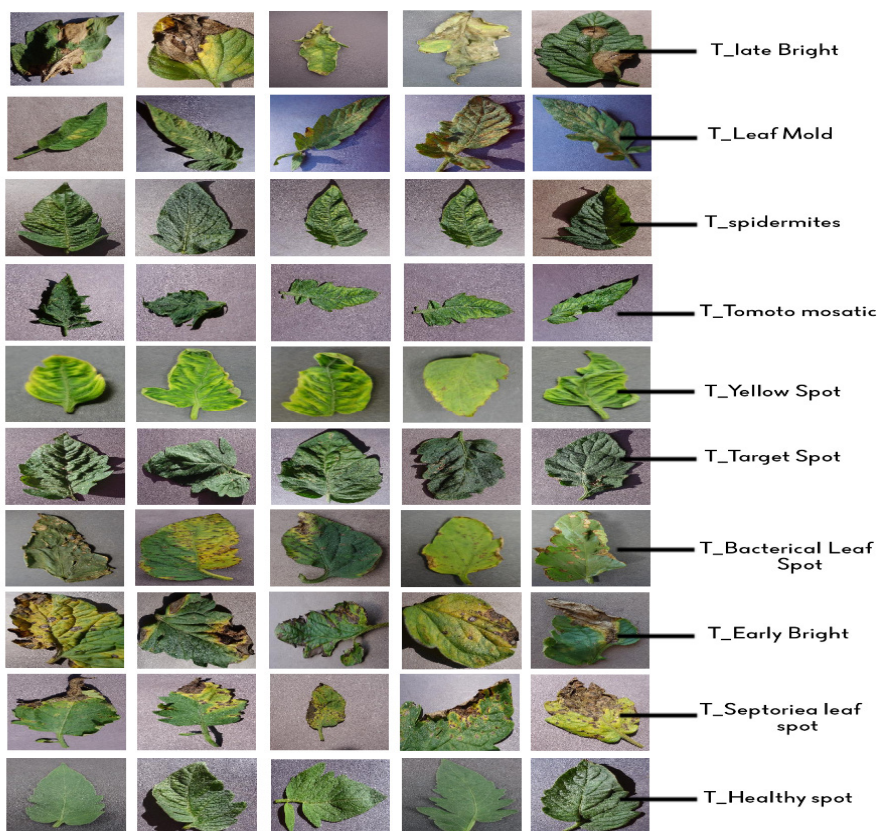 T_late Bright
T_Leaf Mold
T_spidermites
T_Tomoto mosatic
T_Yellow Spot
T_Target Spot
T_Bacterical Leaf
Spot
T_Early Bright
T_Septoriea leaf
spot
T_Healthy spot